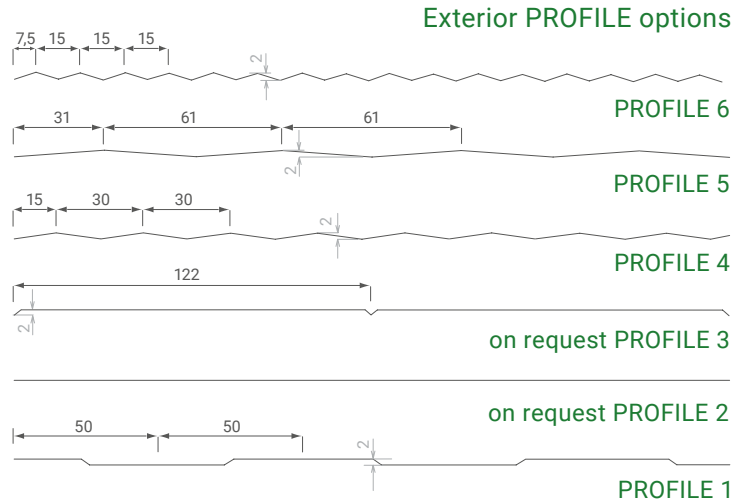 Exterior PROFILE options
7,5 15 15 15
2
PROFILE 6
31 61 61
2
PROFILE 5
15 30 30
2
PROFILE 4
122
2
on request PROFILE 3
on request PROFILE 2
50 50
2
PROFILE 1